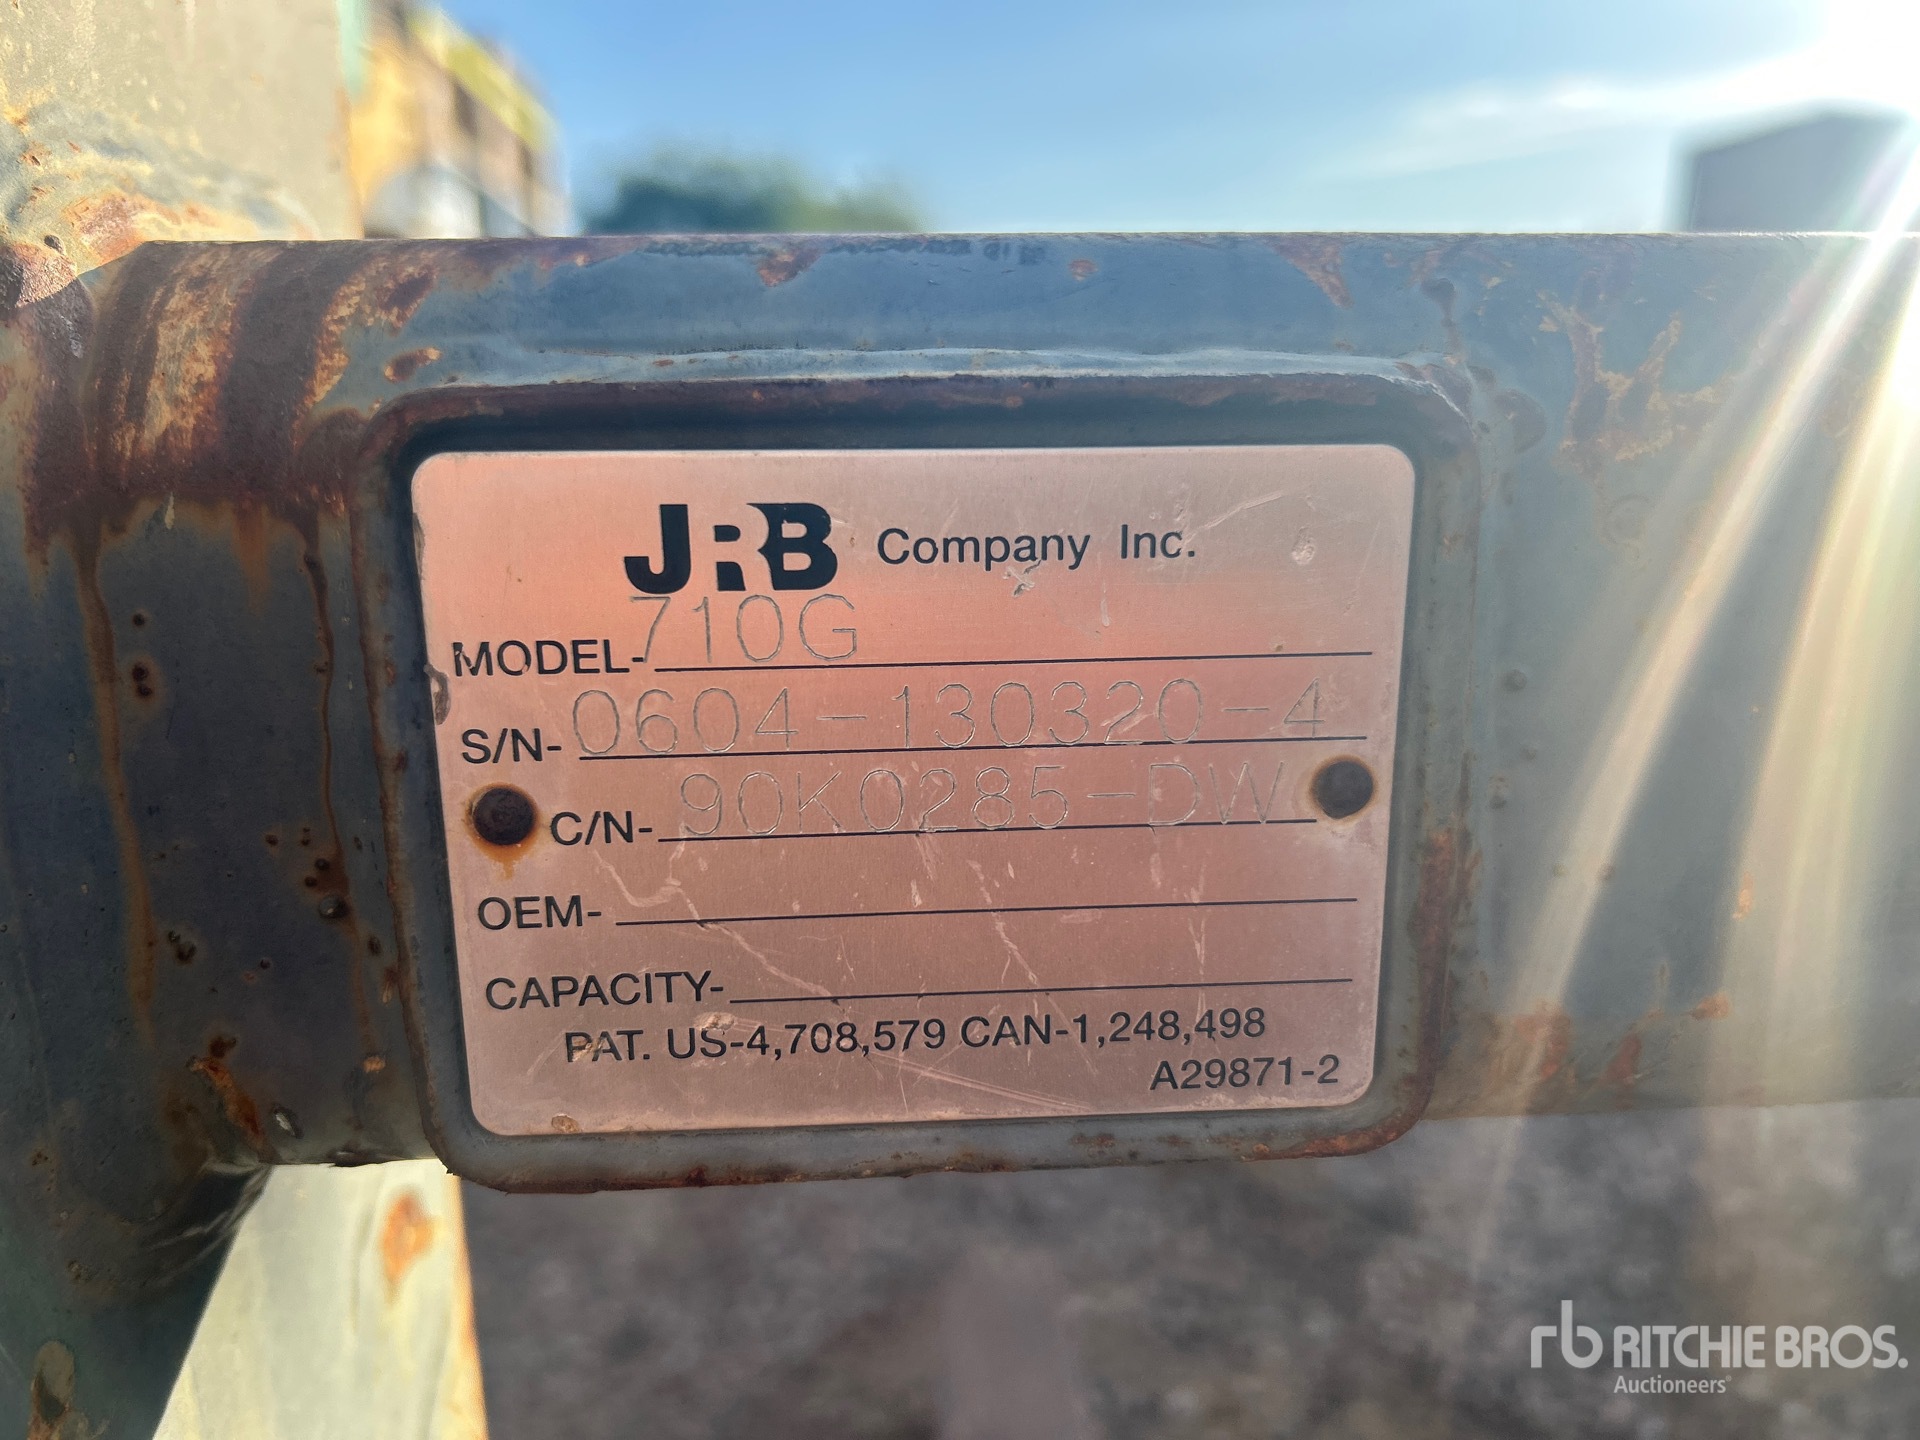 JRB Company Inc.
MODEL-710G
S/N-0604-130320-4
C/N-90K0285-DW
OEM-
CAPACITY-
PAT. US-4,708,579 CAN-1,248,498
A29871-2
rb RITCHIE BROS.
Auctioneers